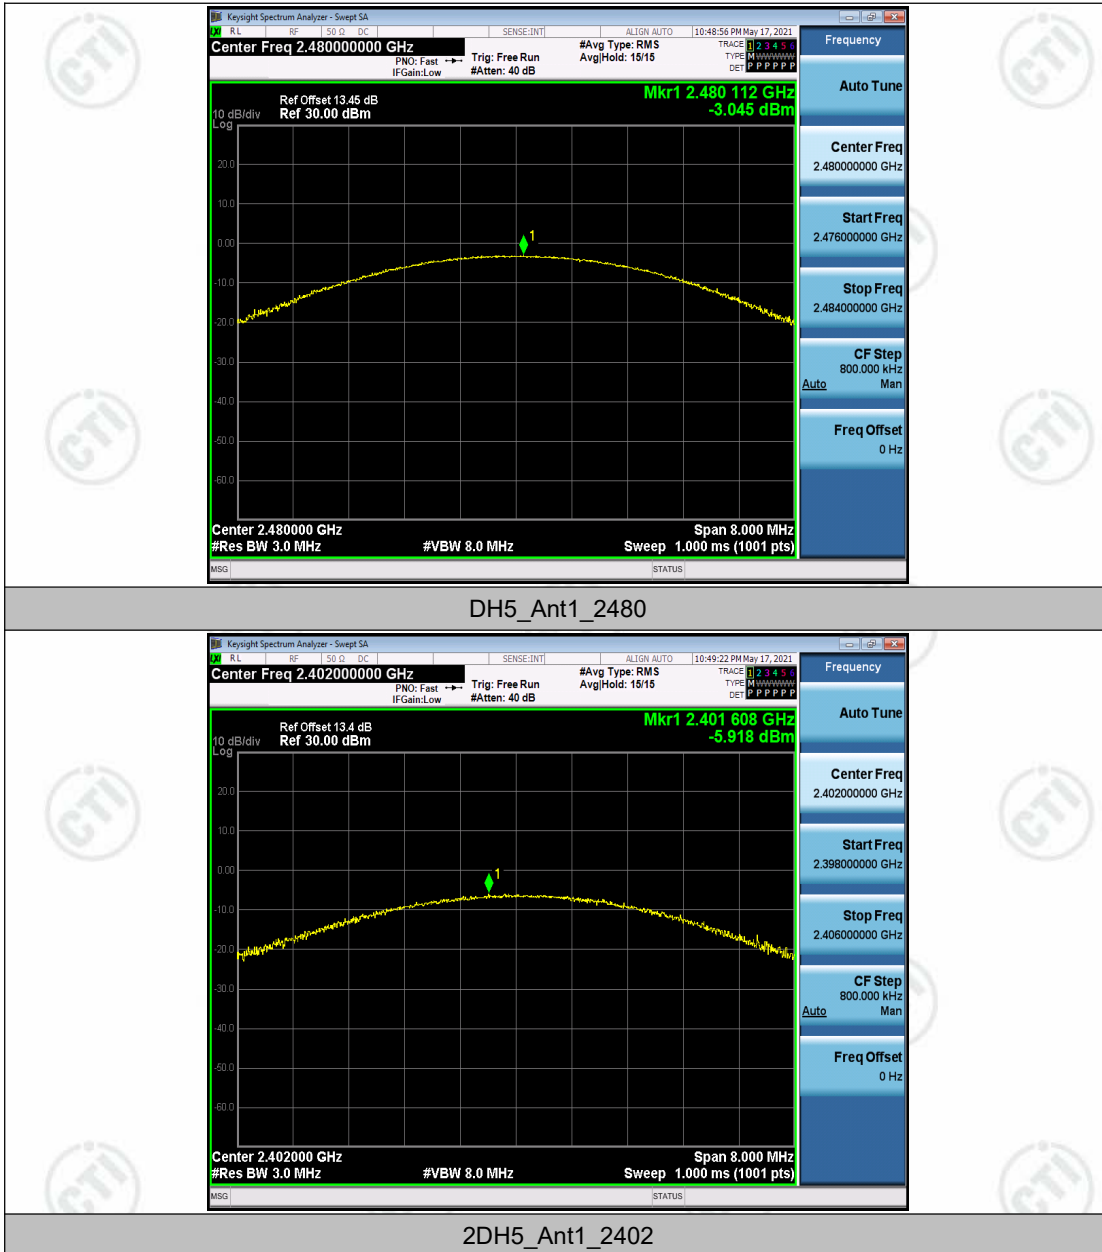 Keysight Spectrum Analyzer - Swept SA
LXI RL RF 50 Ω DC SENSE:INT ALIGN AUTO 10:48:56 PM May 17, 2021
Center Freq 2.480000000 GHz
PNO: Fast
IFGain:Low
Trig: Free Run
#Atten: 40 dB
#Avg Type: RMS
Avg|Hold: 15/15
TRACE 1 2 3 4 5 6
TYPE M WWWWW
DET P P P P P P
Frequency
Auto Tune
Center Freq
2.480000000 GHz
Start Freq
2.476000000 GHz
Stop Freq
2.484000000 GHz
CF Step
800.000 kHz
Auto Man
Freq Offset
0 Hz
Mkr1 2.480 112 GHz
-3.045 dBm
Ref Offset 13.45 dB
10 dB/div Ref 30.00 dBm
Log
20.0
10.0
0.00
-10.0
-20.0
-30.0
-40.0
-50.0
-60.0
1
Center 2.480000 GHz Span 8.000 MHz
#Res BW 3.0 MHz #VBW 8.0 MHz Sweep 1.000 ms (1001 pts)
MSG STATUS
DH5_Ant1_2480
Keysight Spectrum Analyzer - Swept SA
LXI RL RF 50 Ω DC SENSE:INT ALIGN AUTO 10:49:22 PM May 17, 2021
Center Freq 2.402000000 GHz
PNO: Fast
IFGain:Low
Trig: Free Run
#Atten: 40 dB
#Avg Type: RMS
Avg|Hold: 15/15
TRACE 1 2 3 4 5 6
TYPE M WWWWW
DET P P P P P P
Frequency
Auto Tune
Center Freq
2.402000000 GHz
Start Freq
2.398000000 GHz
Stop Freq
2.406000000 GHz
CF Step
800.000 kHz
Auto Man
Freq Offset
0 Hz
Mkr1 2.401 608 GHz
-5.918 dBm
Ref Offset 13.4 dB
10 dB/div Ref 30.00 dBm
Log
20.0
10.0
0.00
-10.0
-20.0
-30.0
-40.0
-50.0
-60.0
1
Center 2.402000 GHz Span 8.000 MHz
#Res BW 3.0 MHz #VBW 8.0 MHz Sweep 1.000 ms (1001 pts)
MSG STATUS
2DH5_Ant1_2402
CTI
CTI
CTI
CTI
CTI
CTI
CTI
CTI